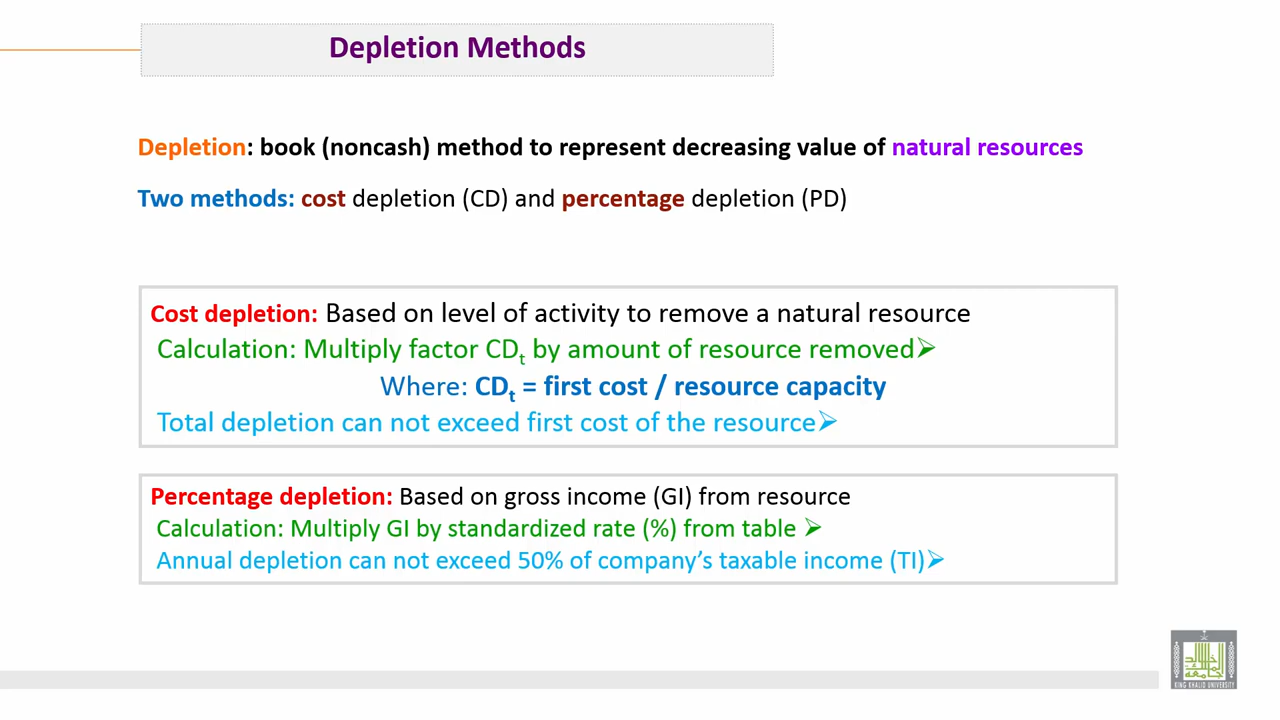 Depletion Methods
Depletion: book (noncash) method to represent decreasing value of natural resources
Two methods: cost depletion (CD) and percentage depletion (PD)
Cost depletion: Based on level of activity to remove a natural resource
Calculation: Multiply factor CDt by amount of resource removed
Where: CDt = first cost / resource capacity
Total depletion can not exceed first cost of the resource
Percentage depletion: Based on gross income (GI) from resource
Calculation: Multiply GI by standardized rate (%) from table
Annual depletion can not exceed 50% of company’s taxable income (TI)
KING KHALID UNIVERSITY